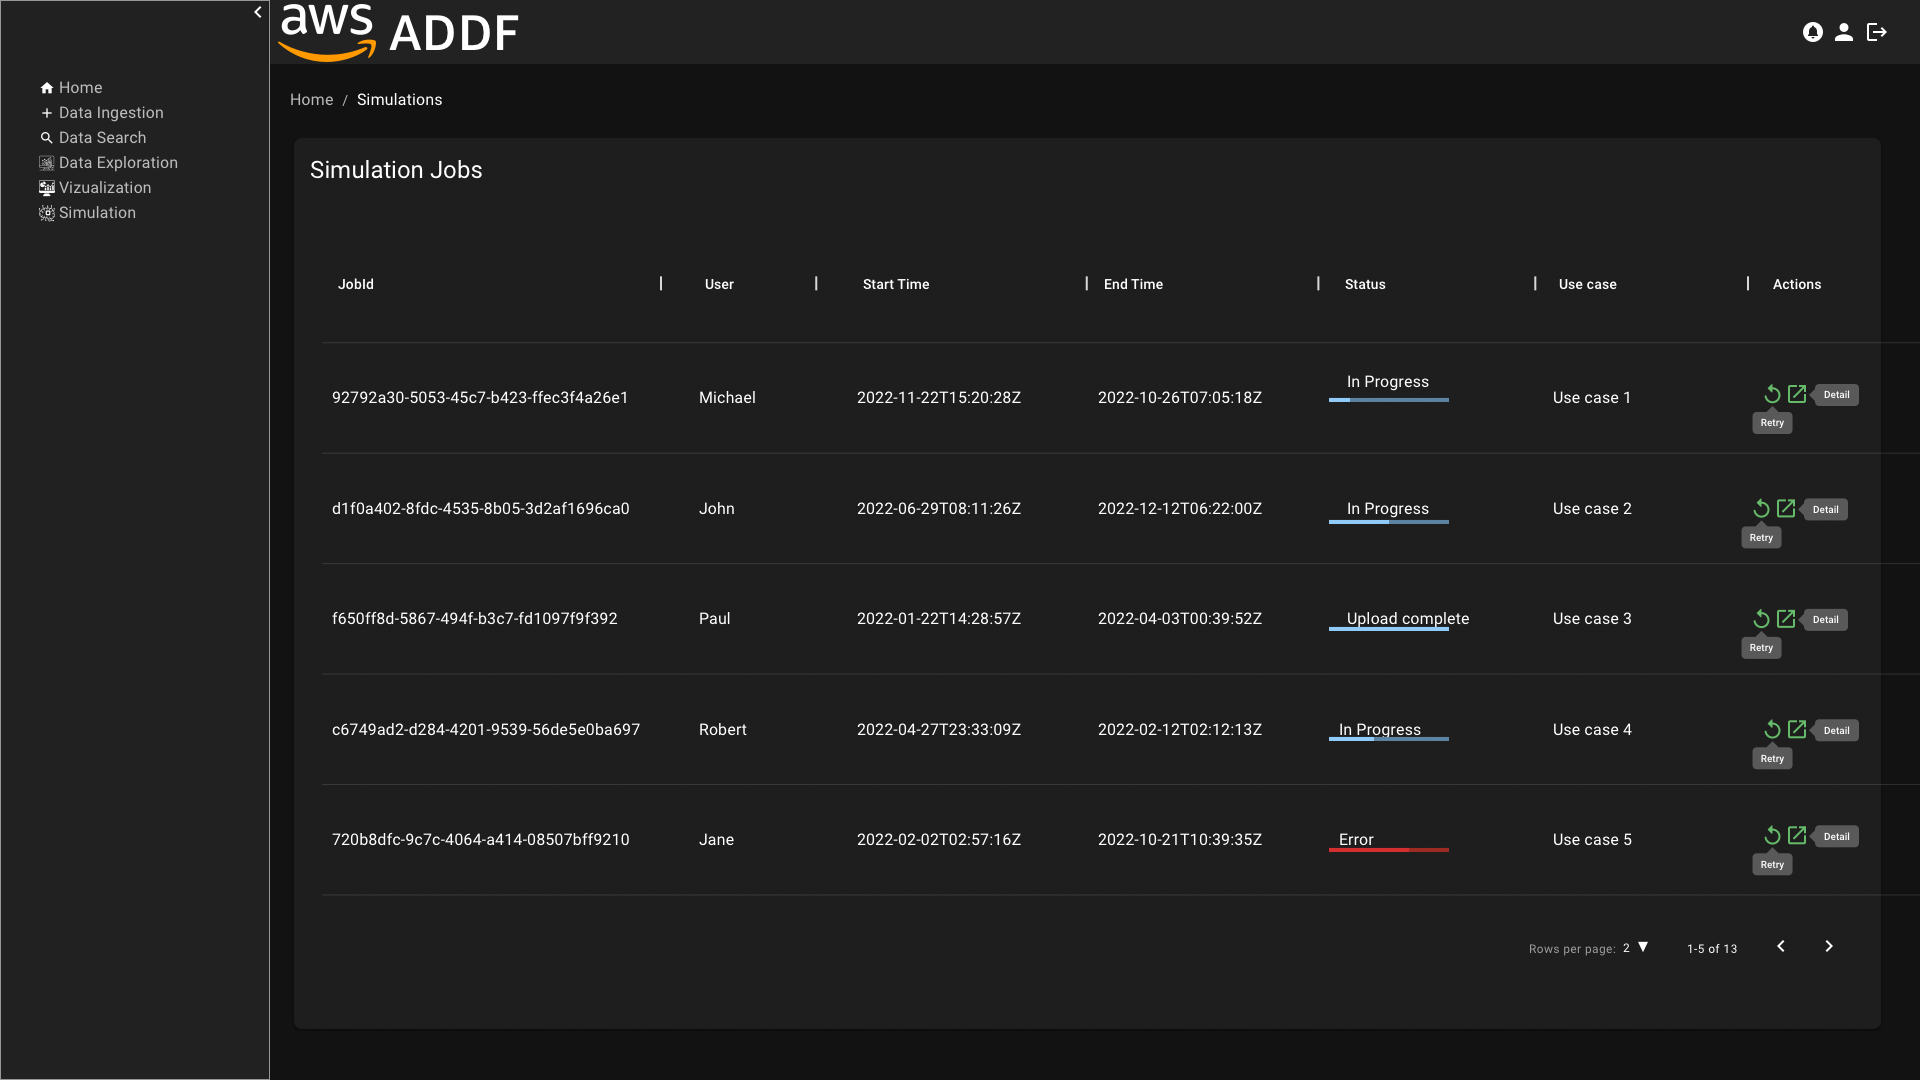 aws ADDF
Home
Data Ingestion
Data Search
Data Exploration
Vizualization
Simulation
Home / Simulations
Simulation Jobs
JobId | User | Start Time | End Time | Status | Use case | Actions
92792a30-5053-45c7-b423-ffec3f4a26e1 Michael 2022-11-22T15:20:28Z 2022-10-26T07:05:18Z In Progress Use case 1 Detail
Retry
d1f0a402-8fdc-4535-8b05-3d2af1696ca0 John 2022-06-29T08:11:26Z 2022-12-12T06:22:00Z In Progress Use case 2 Detail
Retry
f650ff8d-5867-494f-b3c7-fd1097f9f392 Paul 2022-01-22T14:28:57Z 2022-04-03T00:39:52Z Upload complete Use case 3 Detail
Retry
c6749ad2-d284-4201-9539-56de5e0ba697 Robert 2022-04-27T23:33:09Z 2022-02-12T02:12:13Z In Progress Use case 4 Detail
Retry
720b8dfc-9c7c-4064-a414-08507bff9210 Jane 2022-02-02T02:57:16Z 2022-10-21T10:39:35Z Error Use case 5 Detail
Retry
Rows per page: 2 1-5 of 13